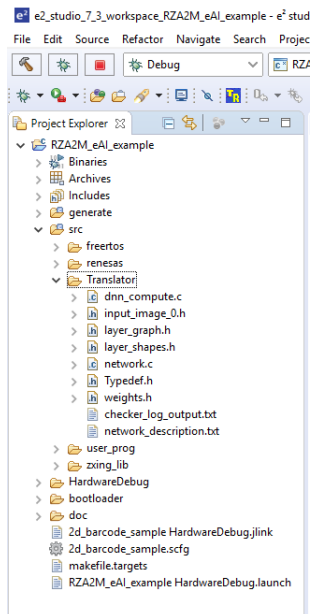 e2_studio_7_3_workspace_RZA2M_eAI_example - e² stud
File Edit Source Refactor Navigate Search Projec
Debug RZA
Project Explorer
RZA2M_eAI_example
Binaries
Archives
Includes
generate
src
freertos
renesas
Translator
dnn_compute.c
input_image_0.h
layer_graph.h
layer_shapes.h
network.c
Typedef.h
weights.h
checker_log_output.txt
network_description.txt
user_prog
zxing_lib
HardwareDebug
bootloader
doc
2d_barcode_sample HardwareDebug.jlink
2d_barcode_sample.scfg
makefile.targets
RZA2M_eAI_example HardwareDebug.launch